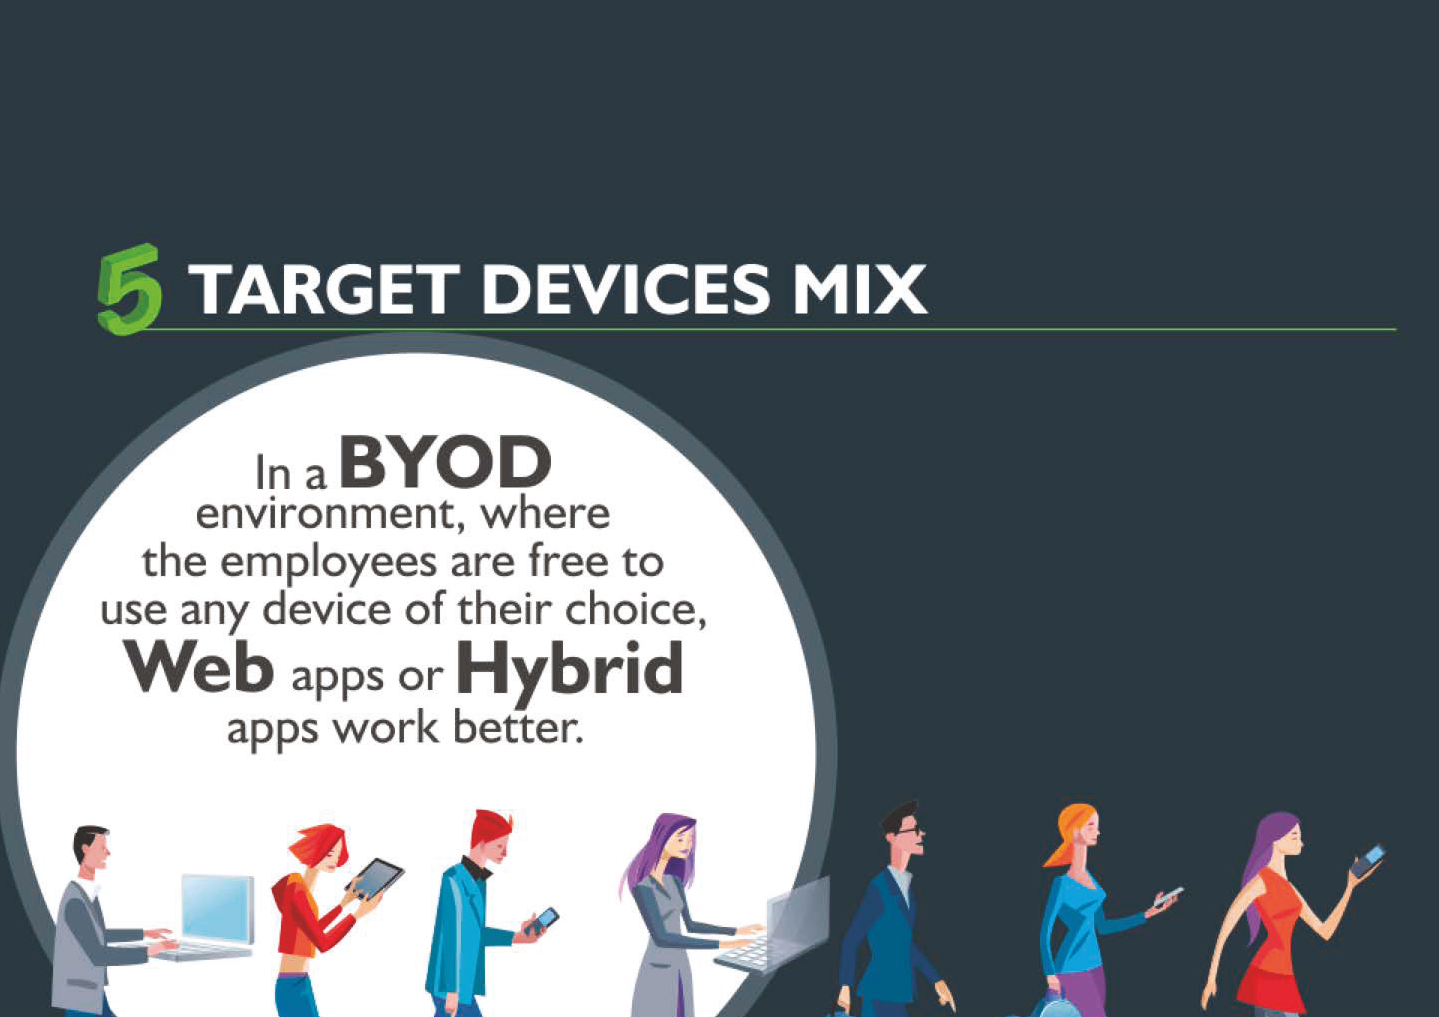 5 TARGET DEVICES MIX
In a BYOD
environment, where
the employees are free to
use any device of their choice,
Web apps or Hybrid
apps work better.